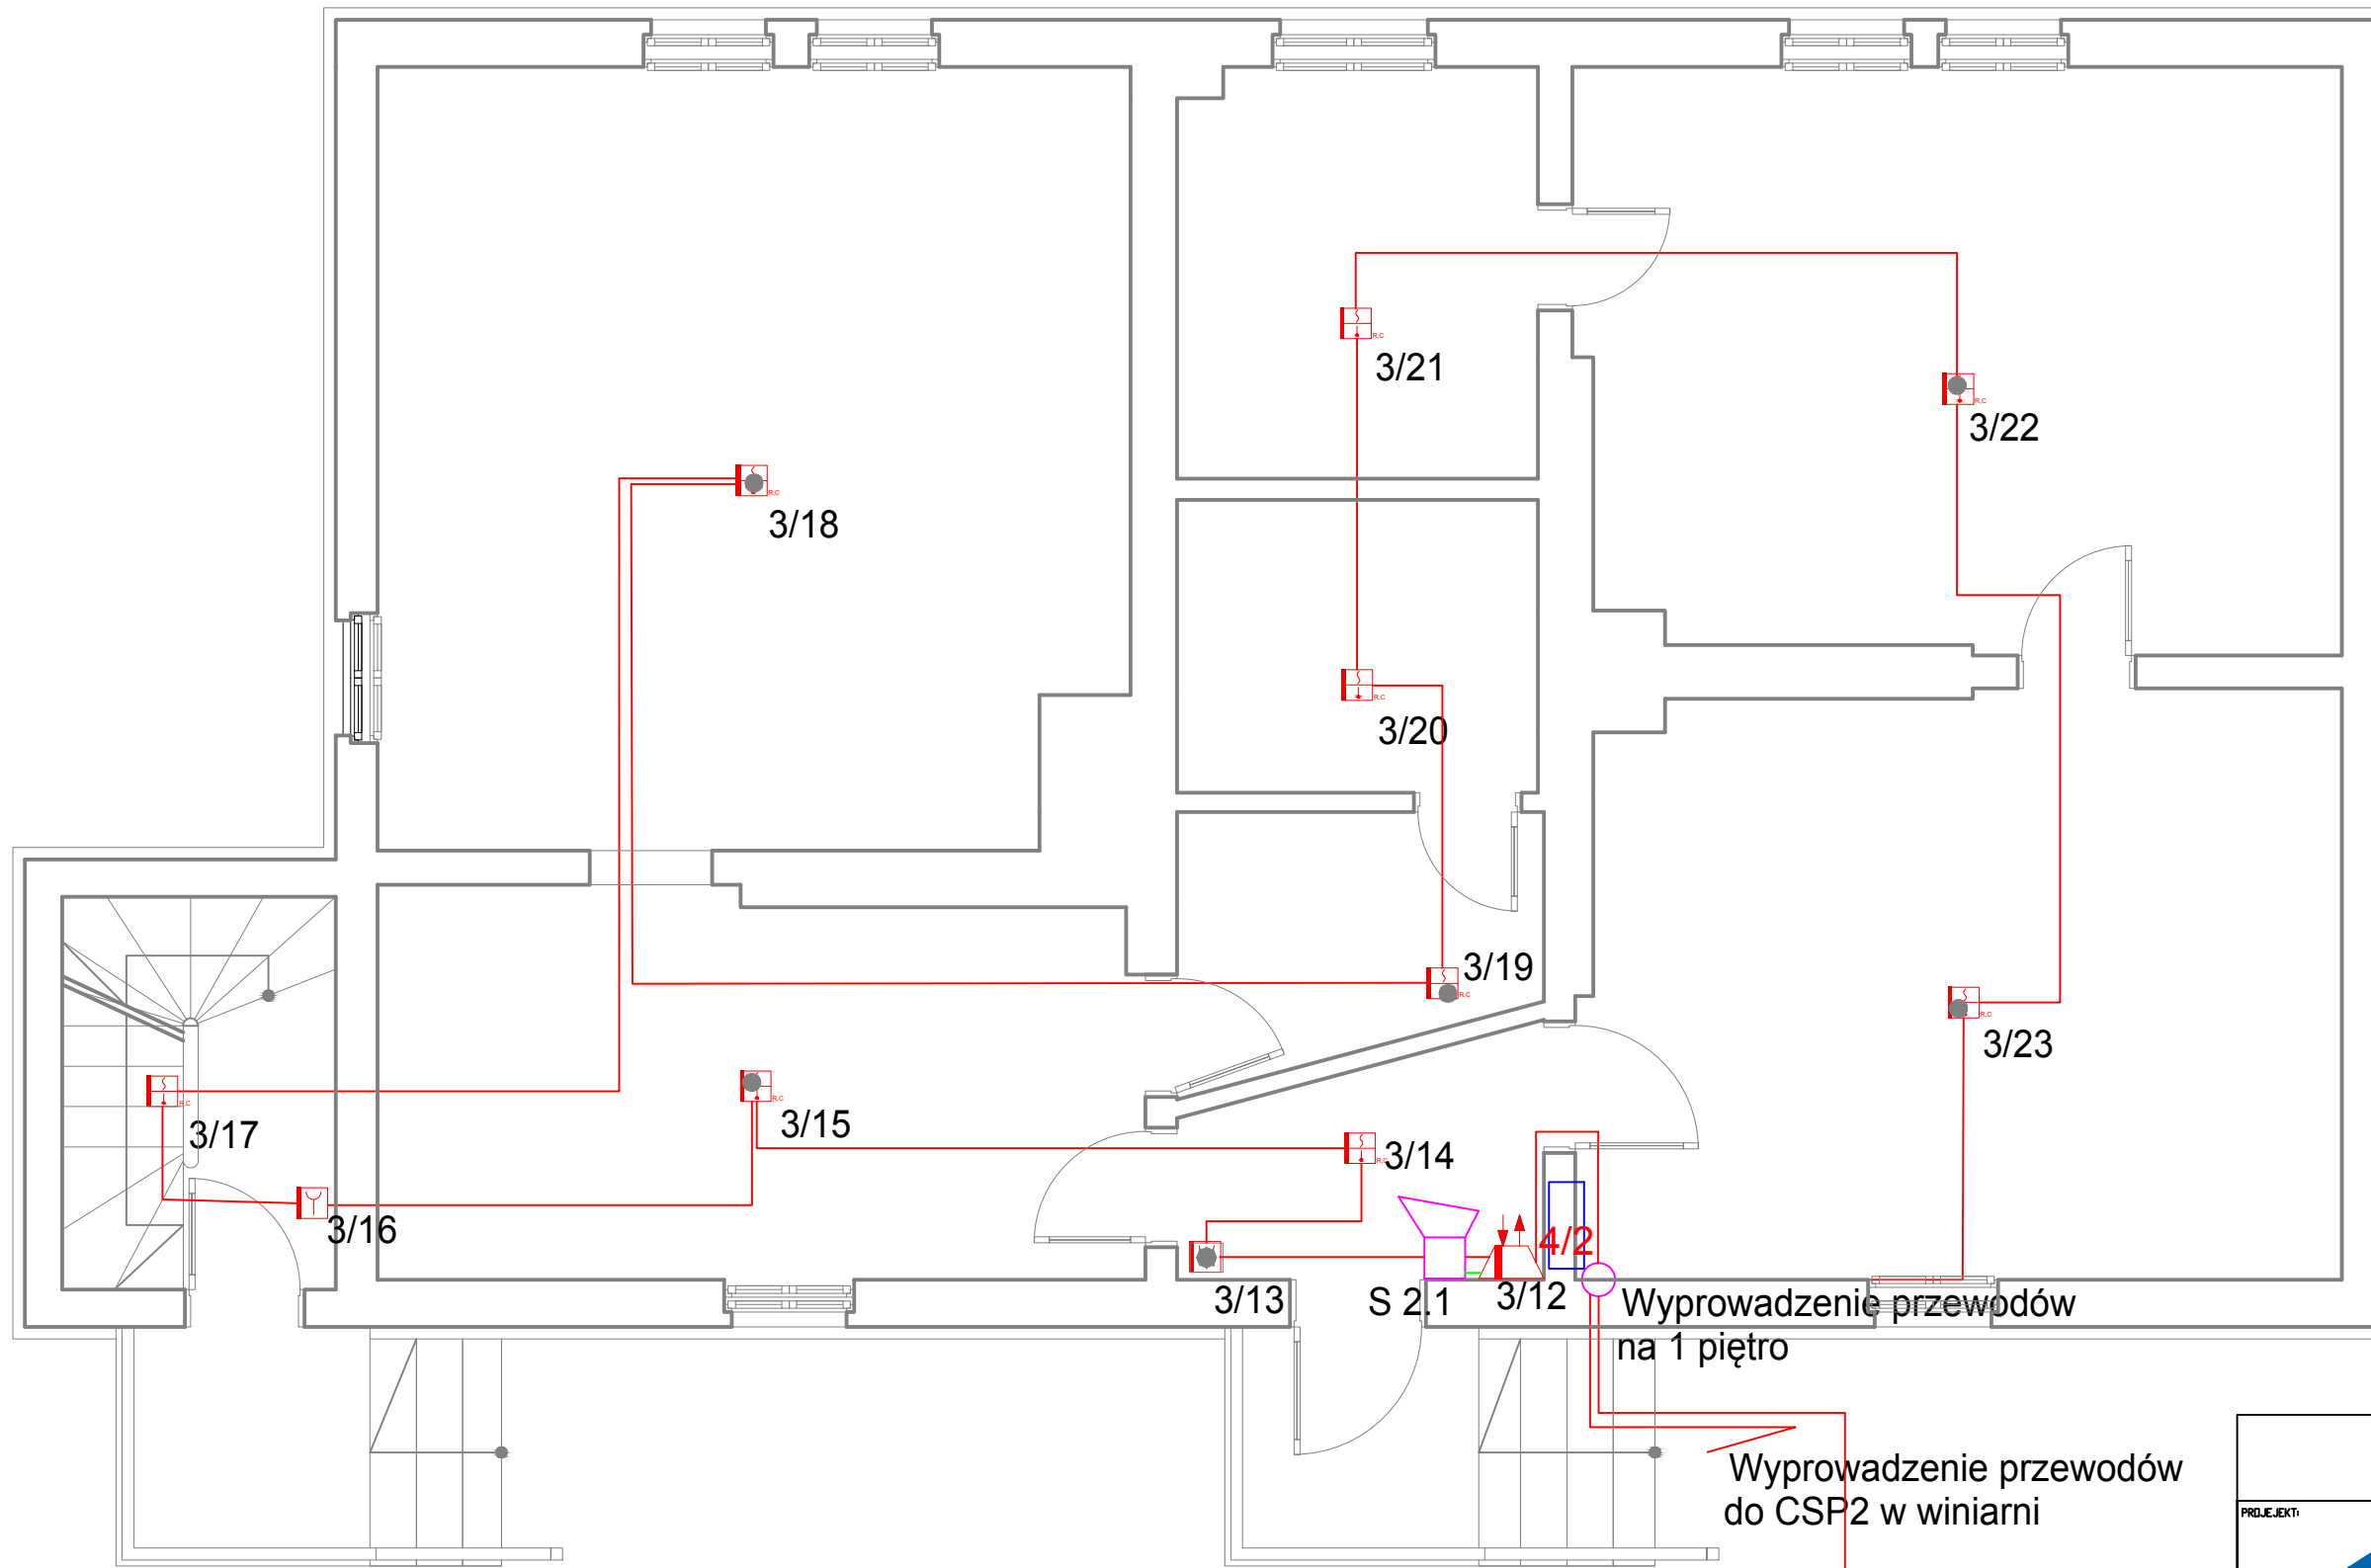 3/21
R,C
3/22
R,C
3/18
R,C
3/20
R,C
3/19
R,C
3/23
R,C
3/17
R,C
3/15
R,C
3/14
R,C
3/16
4/2
3/13
S 2.1
3/12
Wyprowadzenie przewodów
na 1 piętro
Wyprowadzenie przewodów
do CSP2 w winiarni
PROJEJEKT: